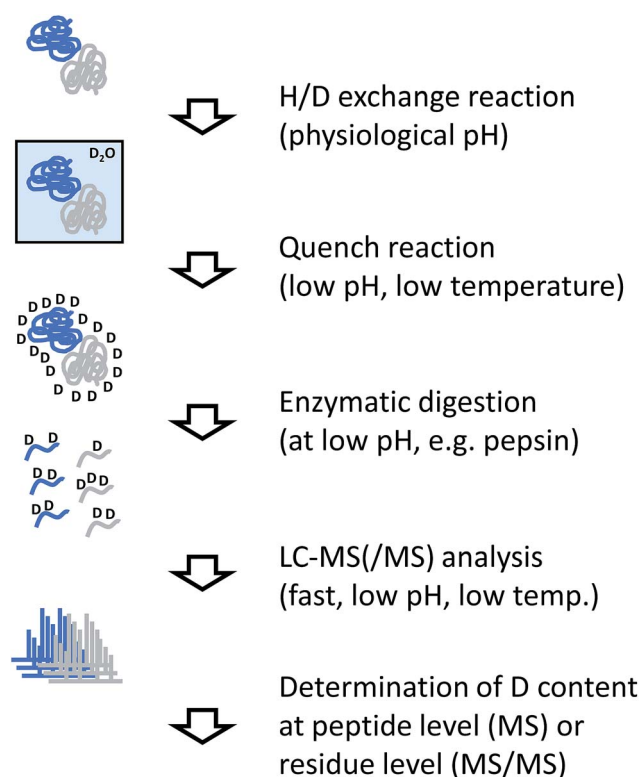 H/D exchange reaction
(physiological pH)
D₂O
Quench reaction
(low pH, low temperature)
D D D D
D D
D D
D D
D D
D D
D D D D
Enzymatic digestion
(at low pH, e.g. pepsin)
D D D
D D D D D
D D D D
LC-MS(/MS) analysis
(fast, low pH, low temp.)
Determination of D content
at peptide level (MS) or
residue level (MS/MS)